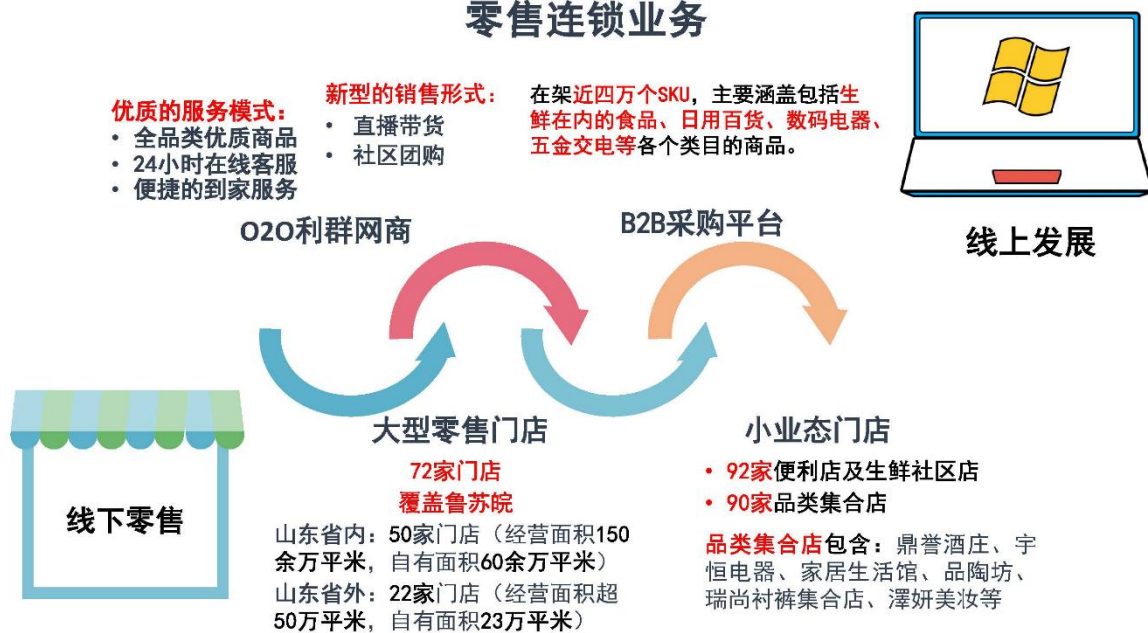 零售连锁业务
优质的服务模式：
• 全品类优质商品
• 24小时在线客服
• 便捷的到家服务
新型的销售形式：
• 直播带货
• 社区团购
在架近四万个SKU，主要涵盖包括生
鲜在内的食品、日用百货、数码电器、
五金交电等各个类目的商品。
O2O利群网商
B2B采购平台
线上发展
线下零售
大型零售门店
72家门店
覆盖鲁苏皖
山东省内：50家门店（经营面积150
余万平米，自有面积60余万平米）
山东省外：22家门店（经营面积超
50万平米，自有面积23万平米）
小业态门店
• 92家便利店及生鲜社区店
• 90家品类集合店
品类集合店包含：鼎誉酒庄、宇
恒电器、家居生活馆、品陶坊、
瑞尚衬裤集合店、澤妍美妆等